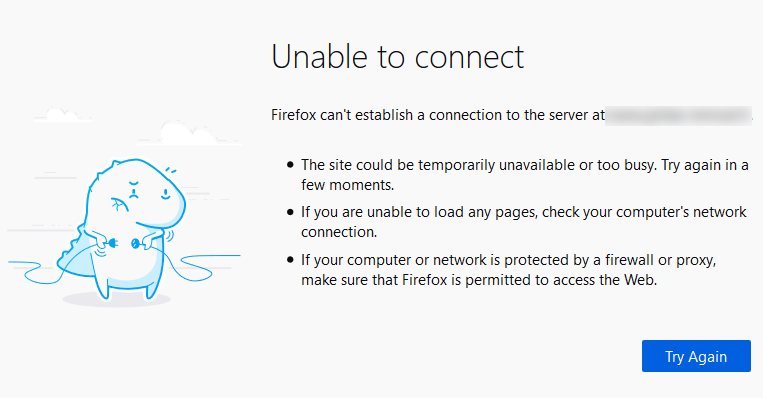 Unable to connect
Firefox can't establish a connection to the server at
• The site could be temporarily unavailable or too busy. Try again in a
few moments.
• If you are unable to load any pages, check your computer's network
connection.
• If your computer or network is protected by a firewall or proxy,
make sure that Firefox is permitted to access the Web.
Try Again